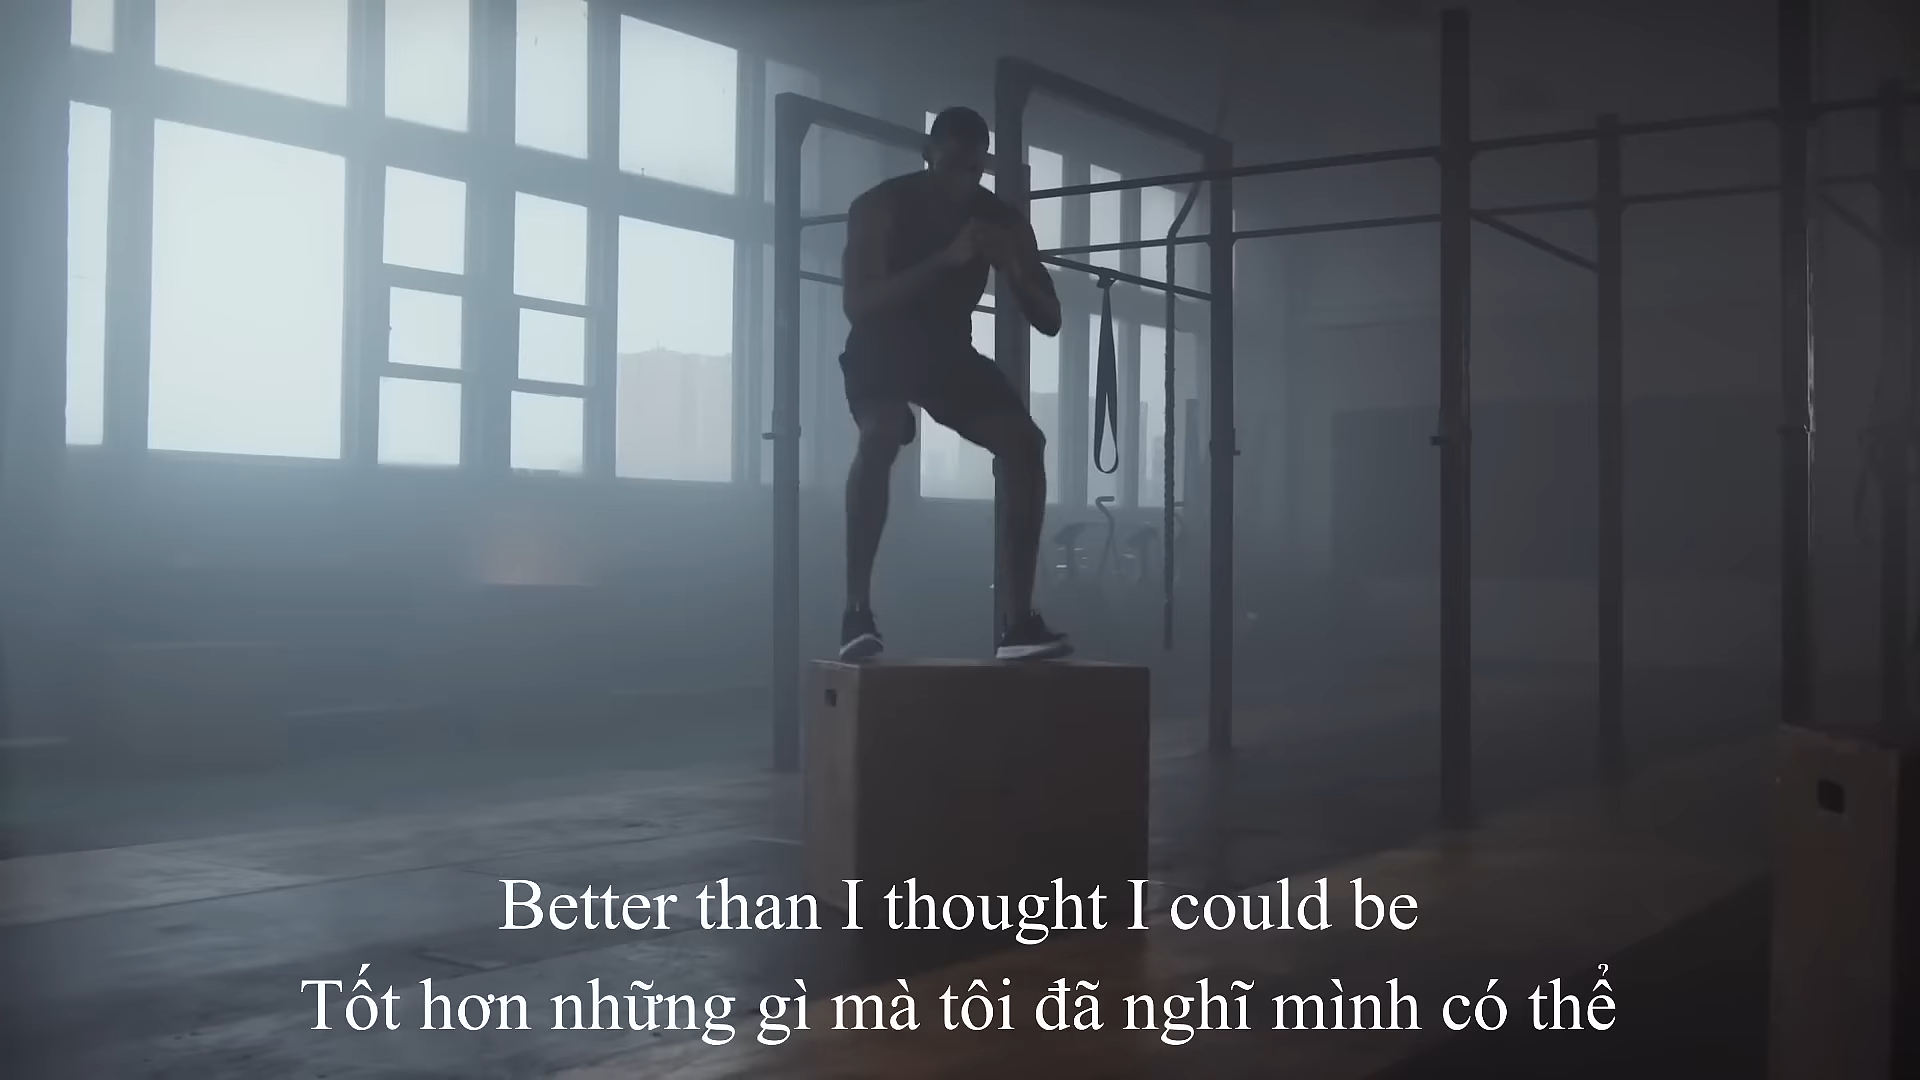 Better than I thought I could be
Tốt hơn những gì mà tôi đã nghĩ mình có thể